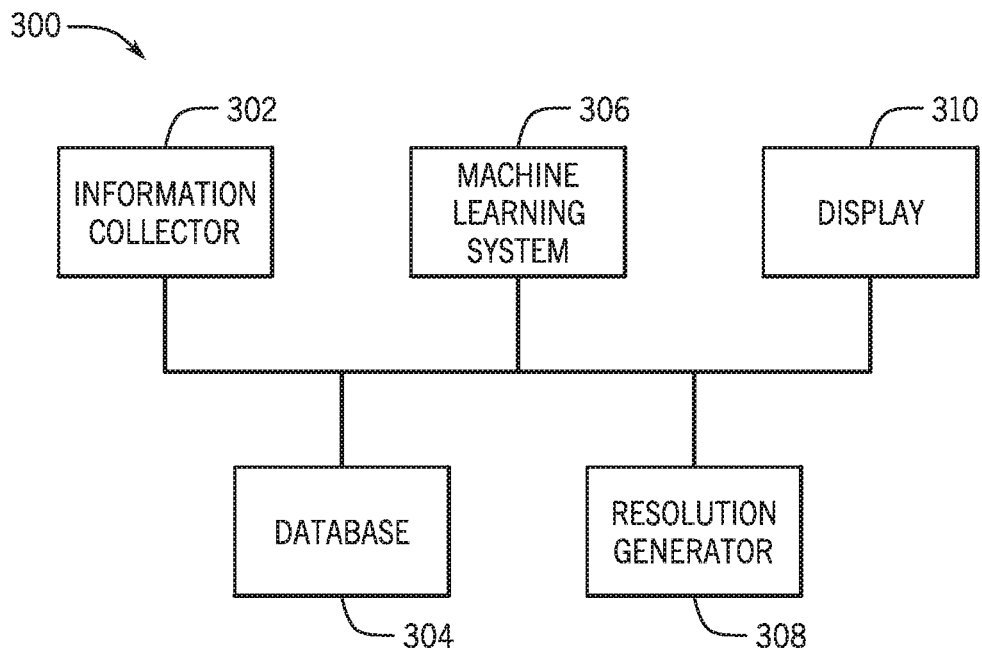 300
302
306
310
INFORMATION
COLLECTOR
MACHINE
LEARNING
SYSTEM
DISPLAY
DATABASE
RESOLUTION
GENERATOR
304
308